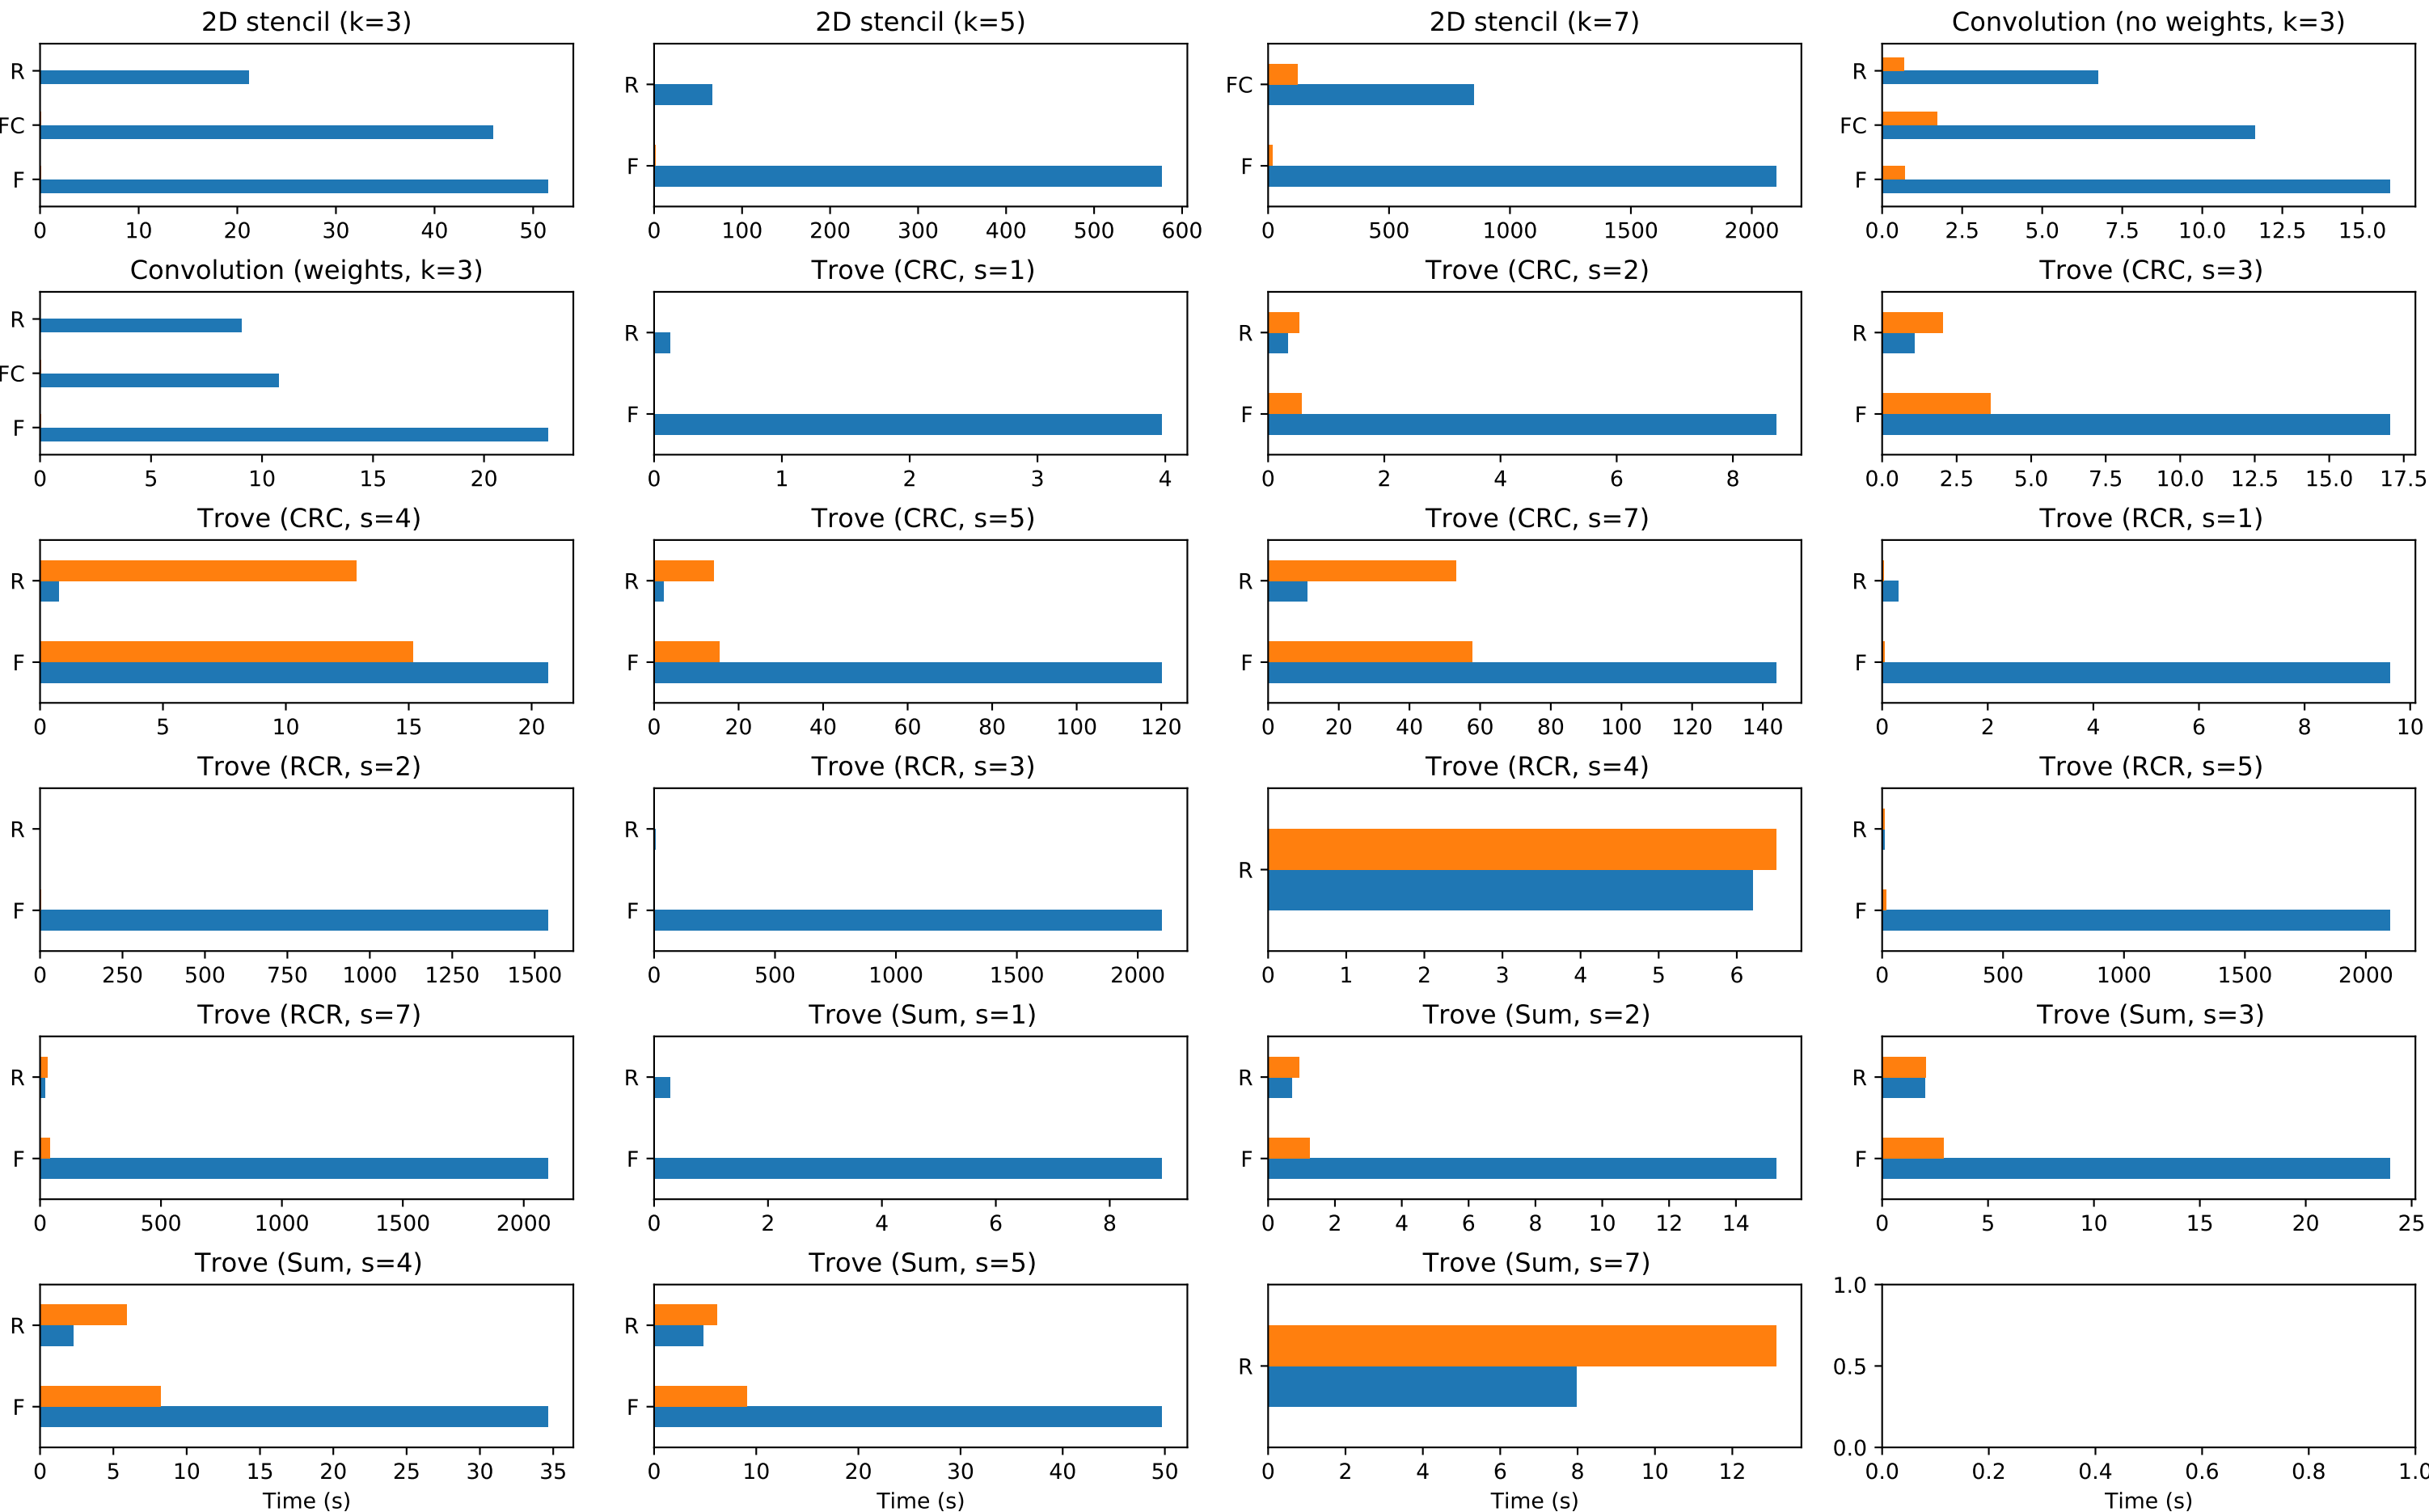 2D stencil (k=3)
R
FC
F
0 10 20 30 40 50
2D stencil (k=5)
R
F
0 100 200 300 400 500 600
2D stencil (k=7)
FC
F
0 500 1000 1500 2000
Convolution (no weights, k=3)
R
FC
F
0.0 2.5 5.0 7.5 10.0 12.5 15.0
Convolution (weights, k=3)
R
FC
F
0 5 10 15 20
Trove (CRC, s=1)
R
F
0 1 2 3 4
Trove (CRC, s=2)
R
F
0 2 4 6 8
Trove (CRC, s=3)
R
F
0.0 2.5 5.0 7.5 10.0 12.5 15.0 17.5
Trove (CRC, s=4)
R
F
0 5 10 15 20
Trove (CRC, s=5)
R
F
0 20 40 60 80 100 120
Trove (CRC, s=7)
R
F
0 20 40 60 80 100 120 140
Trove (RCR, s=1)
R
F
0 2 4 6 8 10
Trove (RCR, s=2)
R
F
0 250 500 750 1000 1250 1500
Trove (RCR, s=3)
R
F
0 500 1000 1500 2000
Trove (RCR, s=4)
R
0 1 2 3 4 5 6
Trove (RCR, s=5)
R
F
0 500 1000 1500 2000
Trove (RCR, s=7)
R
F
0 500 1000 1500 2000
Trove (Sum, s=1)
R
F
0 2 4 6 8
Trove (Sum, s=2)
R
F
0 2 4 6 8 10 12 14
Trove (Sum, s=3)
R
F
0 5 10 15 20 25
Trove (Sum, s=4)
R
F
0 5 10 15 20 25 30 35
Time (s)
Trove (Sum, s=5)
R
F
0 10 20 30 40 50
Time (s)
Trove (Sum, s=7)
R
0 2 4 6 8 10 12
Time (s)
1.0
0.5
0.0
0.0 0.2 0.4 0.6 0.8 1.0
Time (s)